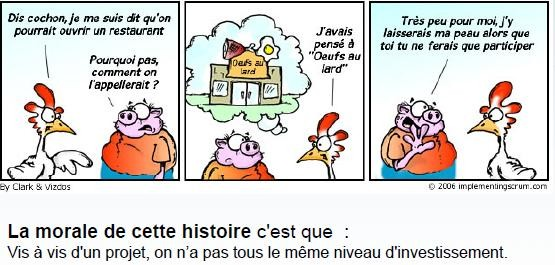 Dis cochon, je me suis dit qu'on
pourrait ouvrir un restaurant
Pourquoi pas,
comment on
l'appellerait ?
Oeufs au
lard
J'avais
pensé à
"Oeufs au
lard"
Très peu pour moi, j'y
laisserais ma peau alors que
toi tu ne ferais que participer
By Clark & Vizdos
© 2006 implementingscrum.com
La morale de cette histoire c'est que :
Vis à vis d'un projet, on n'a pas tous le même niveau d'investissement.